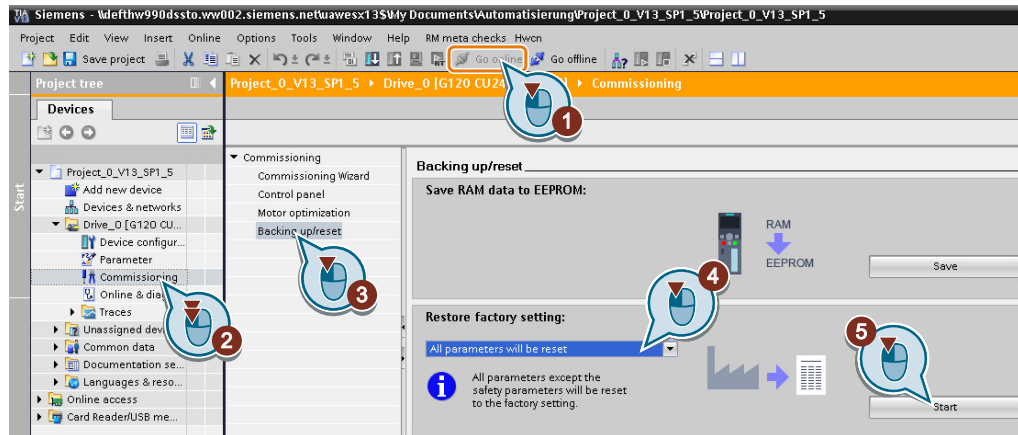 Siemens - \\defthw990dssto.ww002.siemens.net\uawesx13$\My Documents\Automatisierung\Project_0_V13_SP1_5\Project_0_V13_SP1_5
Project Edit View Insert Online Options Tools Window Help RM meta checks Hwcn
Save project Go online Go offline
Project tree
Project_0_V13_SP1_5 Drive_0 [G120 CU24 Commissioning
1
Devices
Start
Project_0_V13_SP1_5
Add new device
Devices & networks
Drive_0 [G120 CU...
Device configur...
Parameter
Commissioning
Online &
Traces
Unassigned
Common data
Documentation se...
Languages & reso...
Online access
Card Reader/USB me...
2
Commissioning
Commissioning Wizard
Control panel
Motor optimization
Backing up/reset
3
Backing up/reset
Save RAM data to EEPROM:
RAM
EEPROM
Save
4
Restore factory setting:
All parameters will be reset
All parameters except the
safety parameters will be reset
to the factory setting.
5
Start